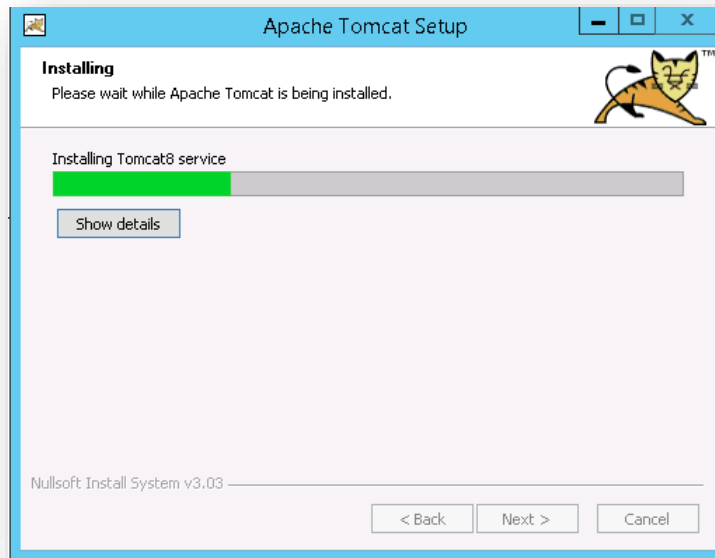 Apache Tomcat Setup
Installing
Please wait while Apache Tomcat is being installed.
TM
Installing Tomcat8 service
Show details
Nullsoft Install System v3.03
< Back
Next >
Cancel